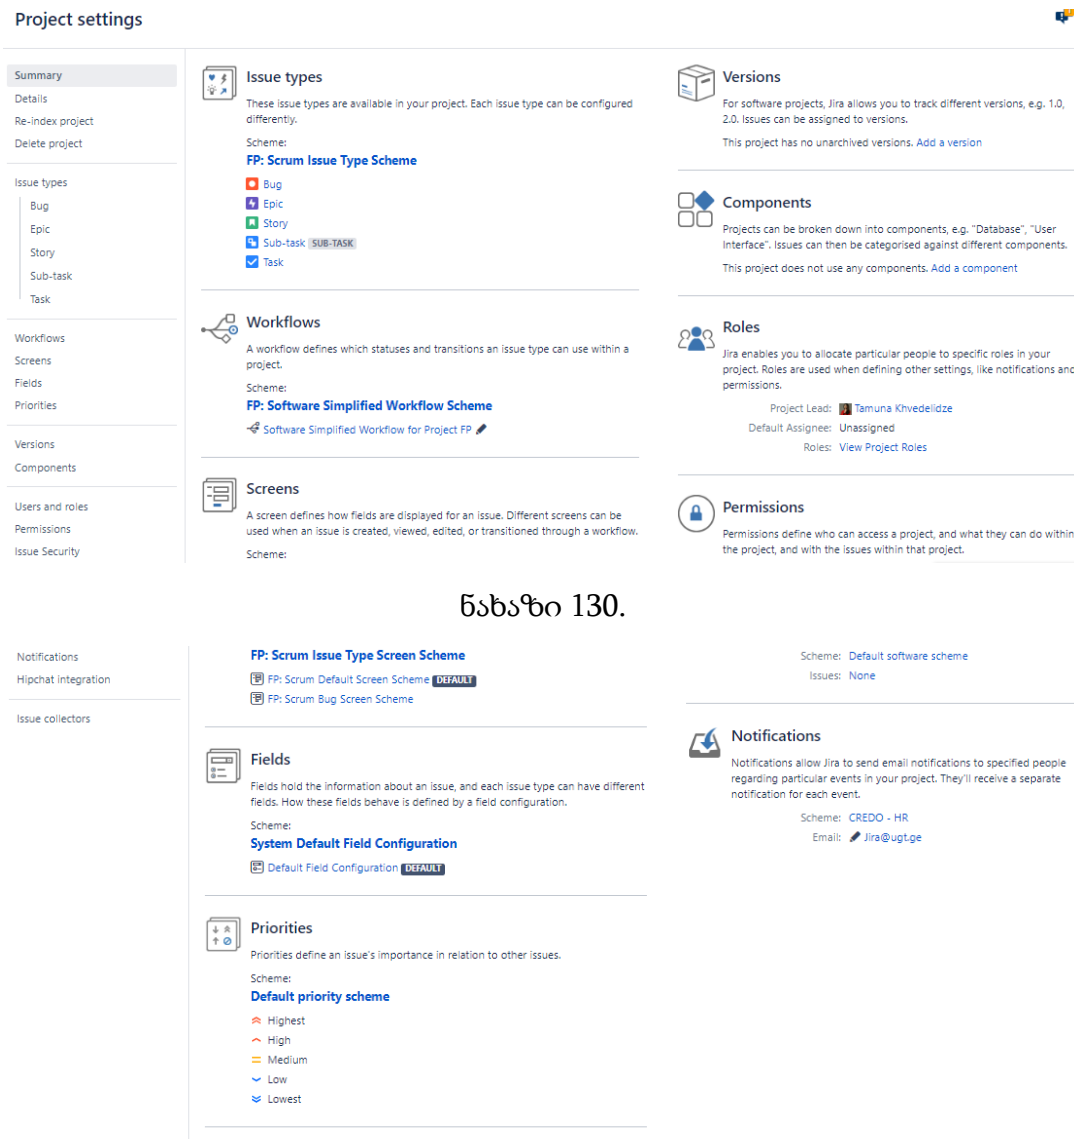 Project settings
Summary
Details
Re-index project
Delete project
Issue types
Bug
Epic
Story
Sub-task
Task
Workflows
Screens
Fields
Priorities
Versions
Components
Users and roles
Permissions
Issue Security
Issue types
These issue types are available in your project. Each issue type can be configured
differently.
Scheme:
FP: Scrum Issue Type Scheme
Bug
Epic
Story
Sub-task SUB-TASK
Task
Workflows
A workflow defines which statuses and transitions an issue type can use within a
project.
Scheme:
FP: Software Simplified Workflow Scheme
Software Simplified Workflow for Project FP
Screens
A screen defines how fields are displayed for an issue. Different screens can be
used when an issue is created, viewed, edited, or transitioned through a workflow.
Scheme:
Versions
For software projects, Jira allows you to track different versions, e.g. 1.0,
2.0. Issues can be assigned to versions.
This project has no unarchived versions. Add a version
Components
Projects can be broken down into components, e.g. "Database", "User
Interface". Issues can then be categorised against different components.
This project does not use any components. Add a component
Roles
Jira enables you to allocate particular people to specific roles in your
project. Roles are used when defining other settings, like notifications and
permissions.
Project Lead: Tamuna Khvedelidze
Default Assignee: Unassigned
Roles: View Project Roles
Permissions
Permissions define who can access a project, and what they can do within
the project, and with the issues within that project.
ნახაზი 130.
Notifications
Hipchat integration
Issue collectors
FP: Scrum Issue Type Screen Scheme
FP: Scrum Default Screen Scheme DEFAULT
FP: Scrum Bug Screen Scheme
Fields
Fields hold the information about an issue, and each issue type can have different
fields. How these fields behave is defined by a field configuration.
Scheme:
System Default Field Configuration
Default Field Configuration DEFAULT
Priorities
Priorities define an issue's importance in relation to other issues.
Scheme:
Default priority scheme
Highest
High
Medium
Low
Lowest
Scheme: Default software scheme
Issues: None
Notifications
Notifications allow Jira to send email notifications to specified people
regarding particular events in your project. They'll receive a separate
notification for each event.
Scheme: CREDO - HR
Email: Jira@ugt.ge